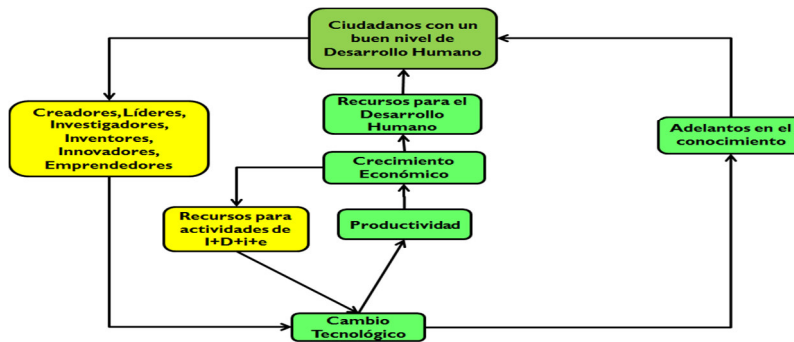 Ciudadanos con un
buen nivel de
Desarrollo Humano
Creadores, Líderes,
Investigadores,
Inventores,
Innovadores,
Emprendedores
Recursos para el
Desarrollo
Humano
Adelantos en el
conocimiento
Crecimiento
Económico
Recursos para
actividades de
I+D+i+e
Productividad
Cambio
Tecnológico